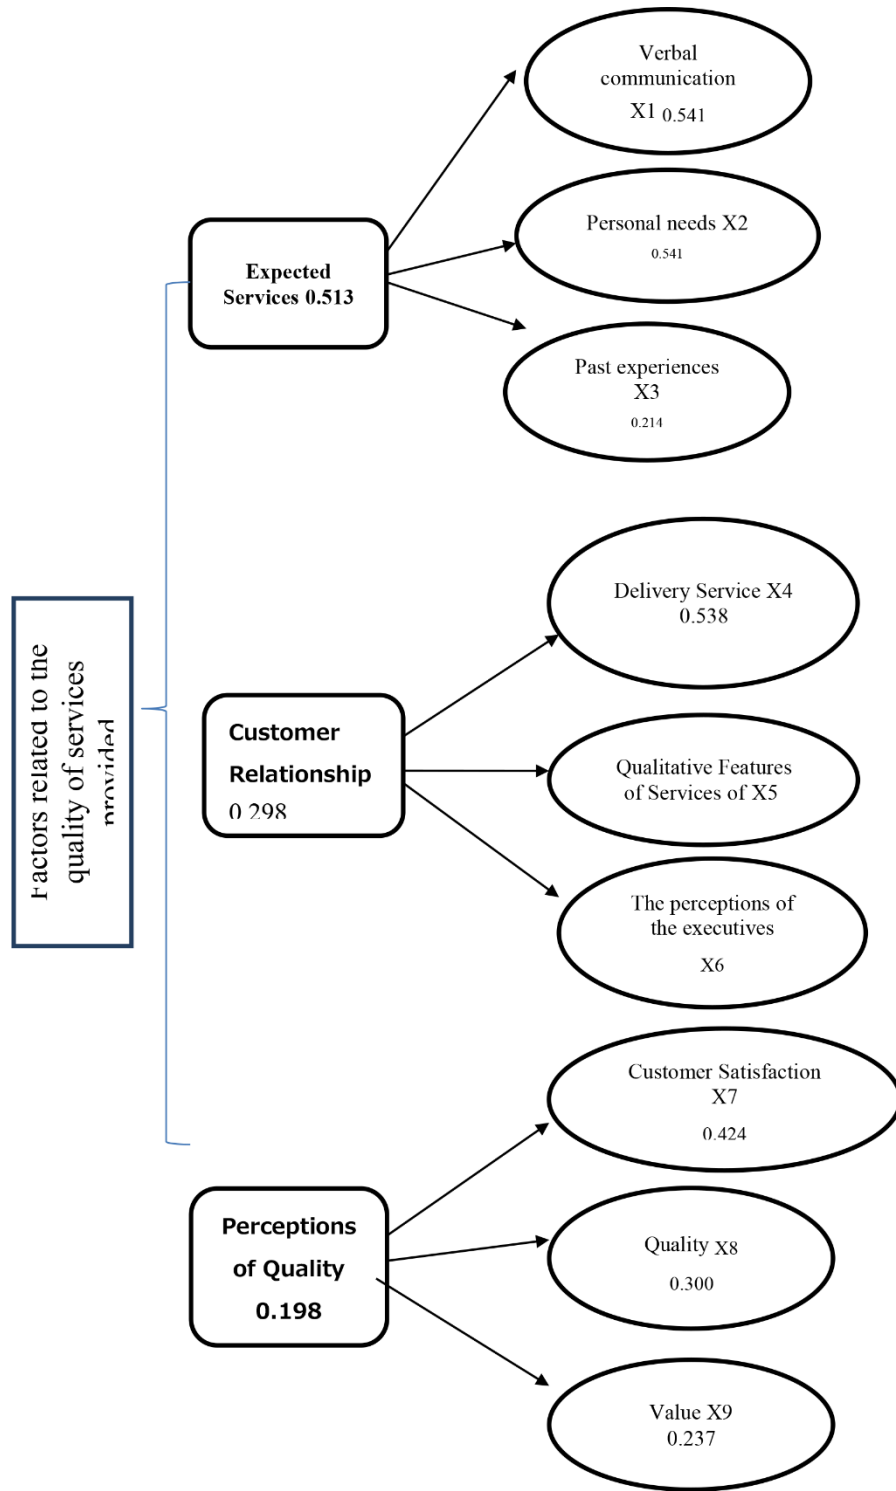 Verbal
communication
X1 0.541
Personal needs X2
0.541
Expected
Services 0.513
Past experiences
X3
0.214
Factors related to the
quality of services
provided
Delivery Service X4
0.538
Customer
Relationship
0.298
Qualitative Features
of Services of X5
The perceptions of
the executives
X6
Customer Satisfaction
X7
0.424
Perceptions
of Quality
0.198
Quality X8
0.300
Value X9
0.237